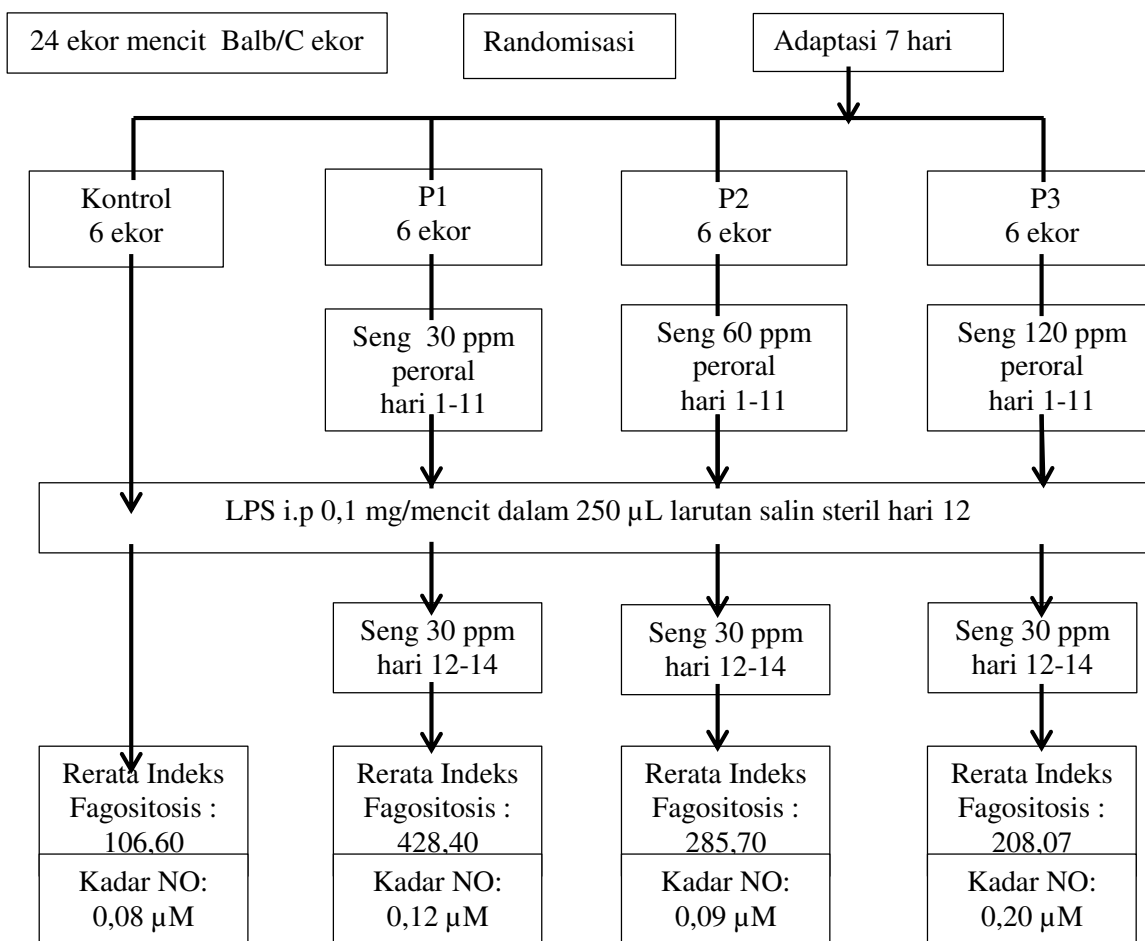 24 ekor mencit Balb/C ekor
Randomisasi
Adaptasi 7 hari
Kontrol
6 ekor
P1
6 ekor
P2
6 ekor
P3
6 ekor
Seng 30 ppm
peroral
hari 1-11
Seng 60 ppm
peroral
hari 1-11
Seng 120 ppm
peroral
hari 1-11
LPS i.p 0,1 mg/mencit dalam 250 µL larutan salin steril hari 12
Seng 30 ppm
hari 12-14
Seng 30 ppm
hari 12-14
Seng 30 ppm
hari 12-14
Rerata Indeks
Fagositosis :
106,60
Rerata Indeks
Fagositosis :
428,40
Rerata Indeks
Fagositosis :
285,70
Rerata Indeks
Fagositosis :
208,07
Kadar NO:
0,08 µM
Kadar NO:
0,12 µM
Kadar NO:
0,09 µM
Kadar NO:
0,20 µM